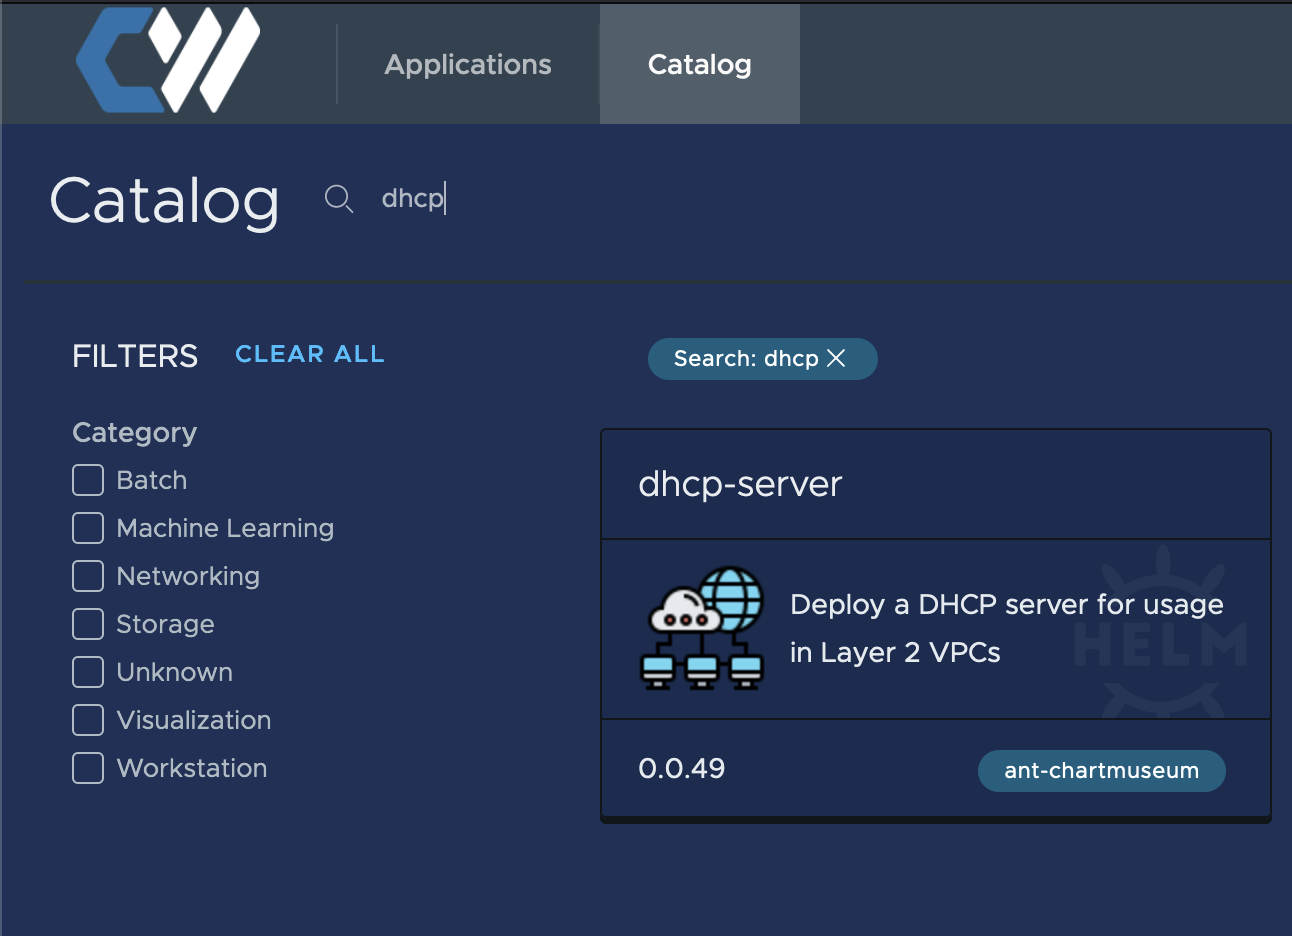 CW
Applications
Catalog
Catalog
dhcp
FILTERS
CLEAR ALL
Search: dhcp
Category
Batch
Machine Learning
Networking
Storage
Unknown
Visualization
Workstation
dhcp-server
Deploy a DHCP server for usage
in Layer 2 VPCs
HELM
0.0.49
ant-chartmuseum